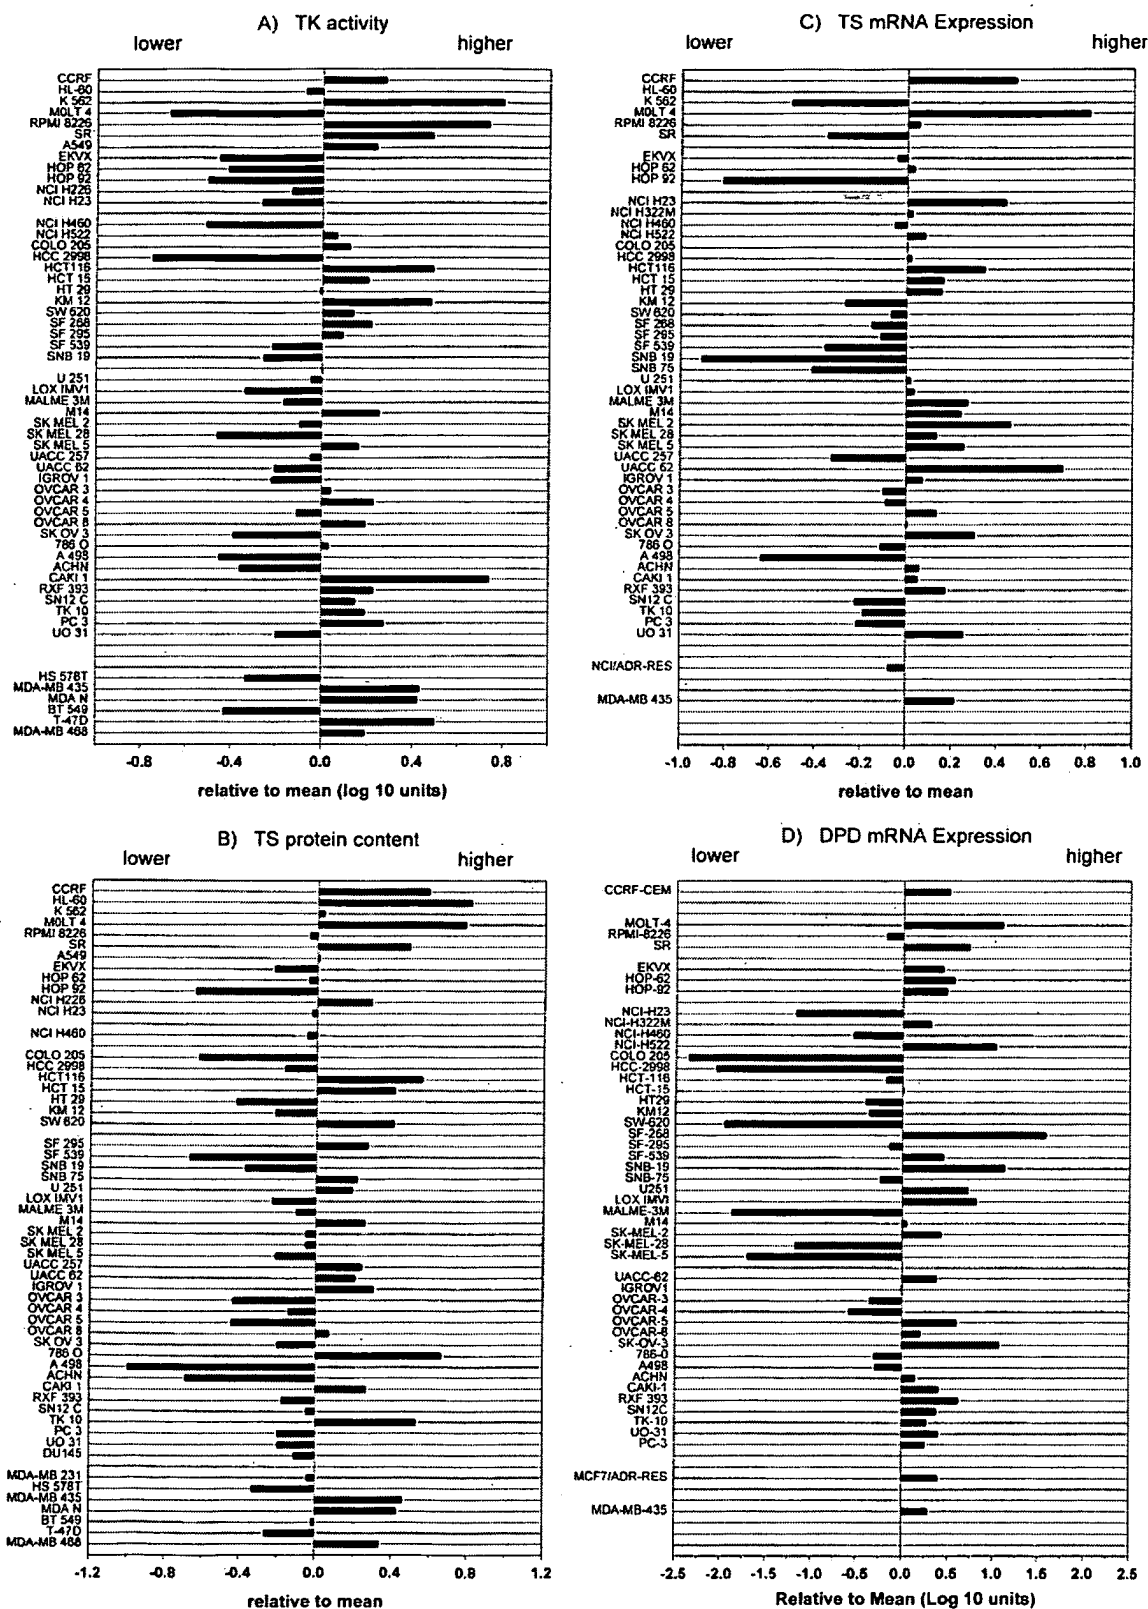 A) TK activity
lower higher
CCRF
HL-60
K 562
MOLT 4
RPMI 8226
SR
A549
EKVX
HOP 62
HOP 92
NCI H226
NCI H23
NCI H460
NCI H522
COLO 205
HCC 2998
HCT116
HCT 15
HT 29
KM 12
SW 620
SF 268
SF 295
SF 539
SNB 19
U 251
LOX IMV1
MALME 3M
M14
SK MEL 2
SK MEL 28
SK MEL 5
UACC 257
UACC 62
IGROV 1
OVCAR 3
OVCAR 4
OVCAR 5
OVCAR 8
SK OV 3
786 O
A 498
ACHN
CAKI 1
RXF 393
SN12 C
TK 10
PC 3
UO 31
HS 578T
MDA-MB 435
MDA N
BT 549
T-47D
MDA-MB 468
-0.8 -0.4 0.0 0.4 0.8
relative to mean (log 10 units)
C) TS mRNA Expression
lower higher
CCRF
HL-60
K 562
MOLT 4
RPMI 8226
SR
EKVX
HOP 62
HOP 92
NCI H23
NCI H322M
NCI H460
NCI H522
COLO 205
HCC 2998
HCT116
HCT 15
HT 29
KM 12
SW 620
SF 268
SF 295
SF 539
SNB 19
SNB 75
U 251
LOX IMV1
MALME 3M
M14
SK MEL 2
SK MEL 28
SK MEL 5
UACC 257
UACC 62
IGROV 1
OVCAR 3
OVCAR 4
OVCAR 5
OVCAR 8
SK OV 3
786 O
A 498
ACHN
CAKI 1
RXF 393
SN12 C
TK 10
PC 3
UO 31
NCI/ADR-RES
MDA-MB 435
-1.0 -0.8 -0.6 -0.4 -0.2 0.0 0.2 0.4 0.6 0.8 1.0
relative to mean
B) TS protein content
lower higher
CCRF
HL-60
K 562
MOLT 4
RPMI 8226
SR
A549
EKVX
HOP 62
HOP 92
NCI H226
NCI H23
NCI H460
COLO 205
HCC 2998
HCT116
HCT 15
HT 29
KM 12
SW 620
SF 295
SF 539
SNB 19
SNB 75
U 251
LOX IMV1
MALME 3M
M14
SK MEL 2
SK MEL 28
SK MEL 5
UACC 257
UACC 62
IGROV 1
OVCAR 3
OVCAR 4
OVCAR 5
OVCAR 8
SK OV 3
786 O
A 498
ACHN
CAKI 1
RXF 393
SN12 C
TK 10
PC 3
UO 31
DU145
MDA-MB 231
HS 578T
MDA-MB 435
MDA N
BT 549
T-47D
MDA-MB 468
-1.2 -0.8 -0.4 0.0 0.4 0.8 1.2
relative to mean
D) DPD mRNA Expression
lower higher
CCRF-CEM
MOLT-4
RPMI-8226
SR
EKVX
HOP-62
HOP-92
NCI-H23
NCI-H322M
NCI-H460
NCI-H522
COLO 205
HCC-2998
HCT-116
HCT-15
HT29
KM12
SW-620
SF-268
SF-295
SF-539
SNB-19
SNB-75
U251
LOX IMVI
MALME-3M
M14
SK-MEL-2
SK-MEL-28
SK-MEL-5
UACC-62
IGROV1
OVCAR-3
OVCAR-4
OVCAR-5
OVCAR-8
SK-OV-3
786-0
A498
ACHN
CAKI-1
RXF 393
SN12C
TK-10
UO-31
PC-3
MCF7/ADR-RES
MDA-MB-435
-2.5 -2.0 -1.5 -1.0 -0.5 0.0 0.5 1.0 1.5 2.0 2.5
Relative to Mean (Log 10 units)